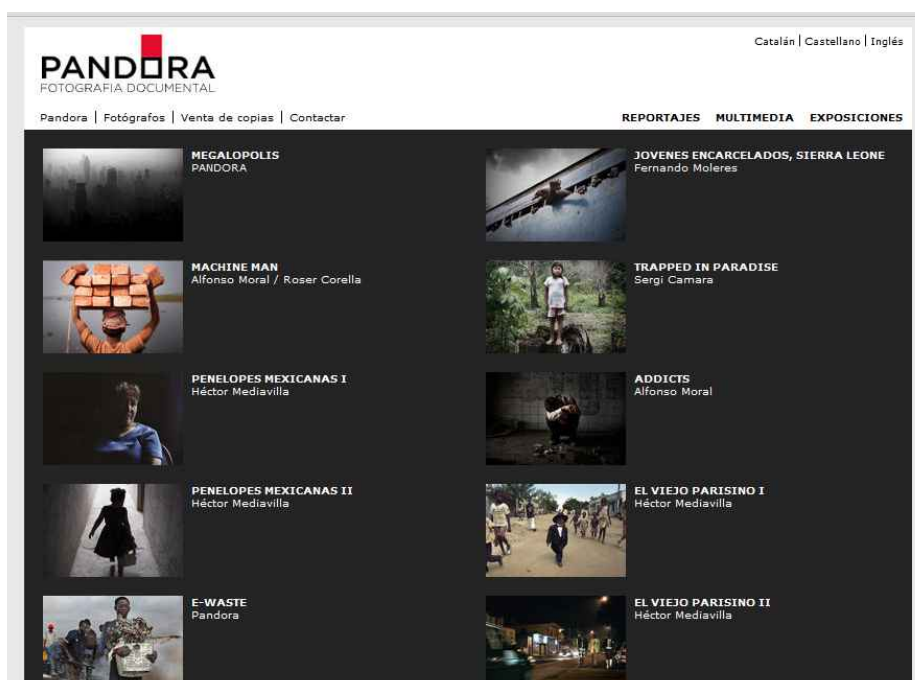 Catalán | Castellano | Inglés
PANDORA
FOTOGRAFIA DOCUMENTAL
Pandora | Fotógrafos | Venta de copias | Contactar
REPORTAJES MULTIMEDIA EXPOSICIONES
MEGALOPOLIS
PANDORA
JOVENES ENCARCELADOS, SIERRA LEONE
Fernando Moleres
MACHINE MAN
Alfonso Moral / Roser Corella
TRAPPED IN PARADISE
Sergi Camara
PENELOPES MEXICANAS I
Héctor Mediavilla
ADDICTS
Alfonso Moral
PENELOPES MEXICANAS II
Héctor Mediavilla
EL VIEJO PARISINO I
Héctor Mediavilla
E-WASTE
Pandora
EL VIEJO PARISINO II
Héctor Mediavilla